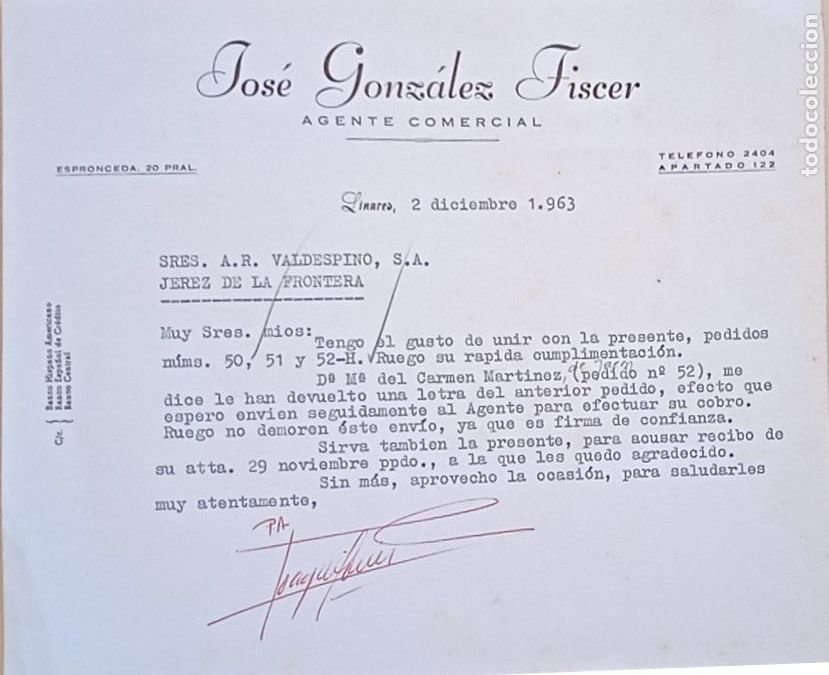 José González Fiscer
AGENTE COMERCIAL
ESPRONCEDA, 20 PRAL.
TELEFONO 2404
APARTADO 122
Linares, 2 diciembre 1.963
SRES. A.R. VALDESPINO, S.A.
JEREZ DE LA FRONTERA
C/c.
Banco Hispano Americano
Banco Español de Crédito
Banco Central
Muy Sres. mios:
Tengo el gusto de unir con la presente, pedidos
núms. 50, 51 y 52-H. Ruego su rapida cumplimentación.
Dª Mª del Carmen Martinez, (pedido nº 52), me
dice le han devuelto una letra del anterior pedido, efecto que
espero envien seguidamente al Agente para efectuar su cobro.
Ruego no demoren éste envío, ya que es firma de confianza.
Sirva tambien la presente, para acusar recibo de
su atta. 29 noviembre ppdo., a la que les quedo agradecido.
Sin más, aprovecho la ocasión, para saludarles
muy atentamente,
P.A.
todocoleccion